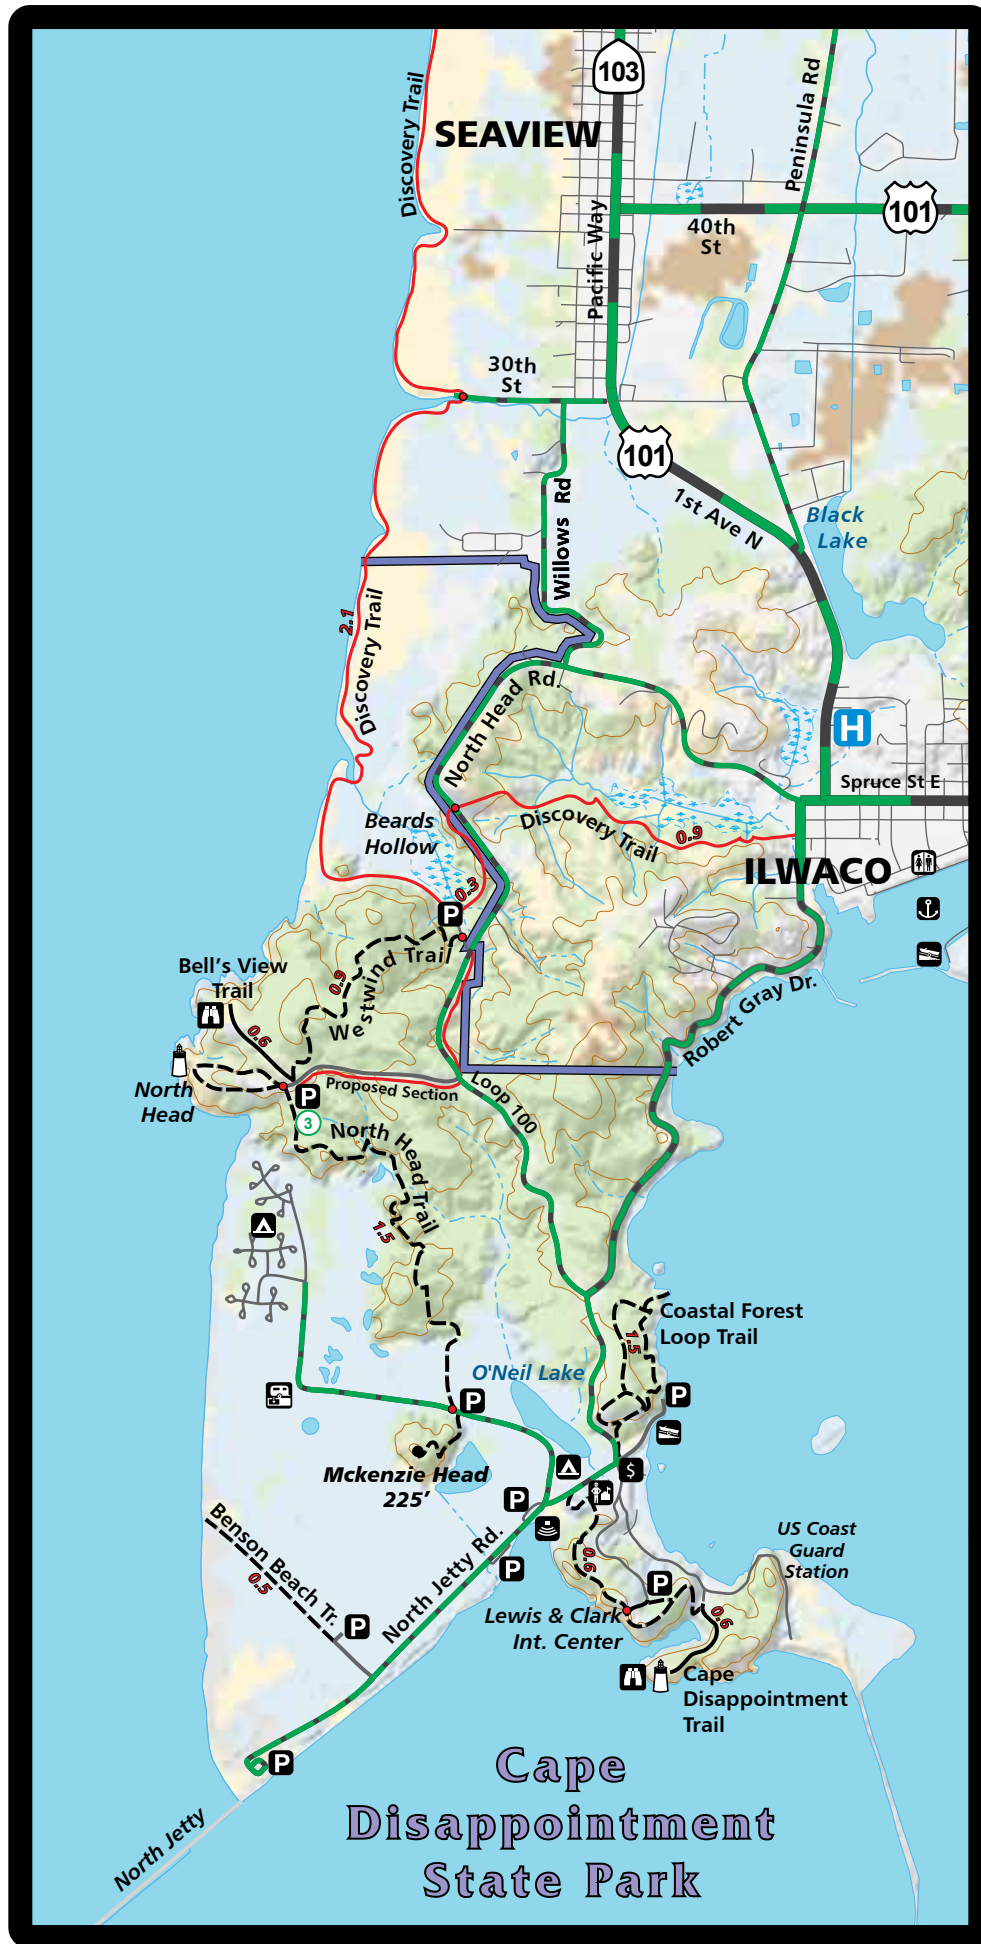 103
Discovery Trail
SEAVIEW
Peninsula Rd
101
40th
St
Pacific Way
30th
St
101
1st Ave N
Willows Rd
Black
Lake
2.1
Discovery Trail
North Head Rd.
H
Spruce St E
Beards
Hollow
Discovery Trail
0.9
ILWACO
0.3
P
Westwind Trail
0.9
Bell's View
Trail
0.6
Robert Gray Dr.
North
Head
P
3
Proposed Section
Loop 100
North Head Trail
1.5
Coastal Forest
Loop Trail
1.5
O'Neil Lake
P
P
Mckenzie Head
225'
$
P
Benson Beach Tr.
0.5
North Jetty Rd.
P
P
US Coast
Guard
Station
0.6
P
Lewis & Clark
Int. Center
0.6
Cape
Disappointment
Trail
P
North Jetty
Cape
Disappointment
State Park